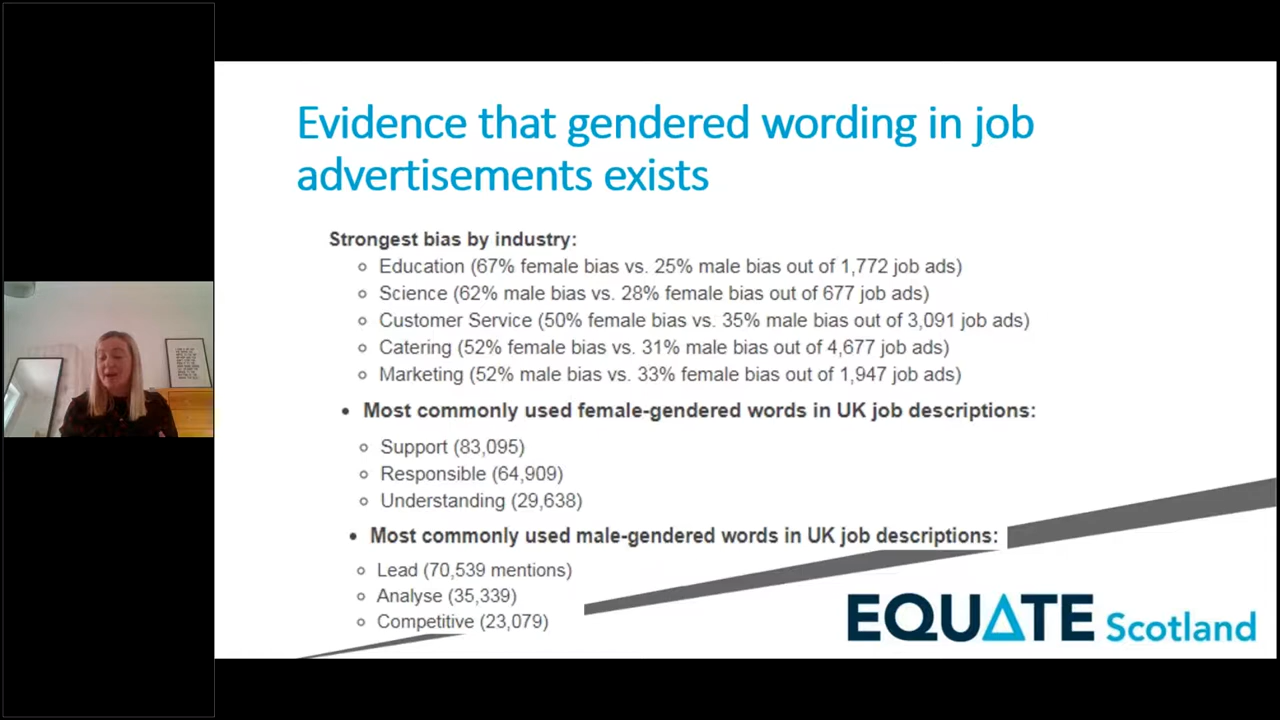 Evidence that gendered wording in job
advertisements exists
Strongest bias by industry:
Education (67% female bias vs. 25% male bias out of 1,772 job ads)
Science (62% male bias vs. 28% female bias out of 677 job ads)
Customer Service (50% female bias vs. 35% male bias out of 3,091 job ads)
Catering (52% female bias vs. 31% male bias out of 4,677 job ads)
Marketing (52% male bias vs. 33% female bias out of 1,947 job ads)
Most commonly used female-gendered words in UK job descriptions:
Support (83,095)
Responsible (64,909)
Understanding (29,638)
Most commonly used male-gendered words in UK job descriptions:
Lead (70,539 mentions)
Analyse (35,339)
Competitive (23,079)
EQUATE Scotland